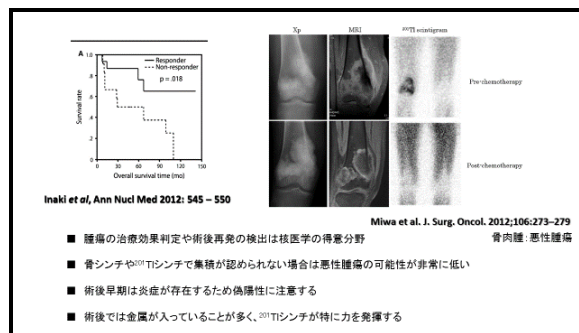 A
Responder
Non-responder
p = .018
Survival rate
1.0
.8
.6
.4
.2
0
0 30 60 90 120 150
Overall survival time (mo)
Inaki et al, Ann Nucl Med 2012: 545 – 550
Xp MRI ²⁰¹Tl scintigram
Pre-chemotherapy
Post-chemotherapy
Miwa et al. J. Surg. Oncol. 2012;106:273–279
骨肉腫:悪性腫瘍
■ 腫瘍の治療効果判定や術後再発の検出は核医学の得意分野
■ 骨シンチや²⁰¹Tlシンチで集積が認められない場合は悪性腫瘍の可能性が非常に低い
■ 術後早期は炎症が存在するため偽陽性に注意する
■ 術後では金属が入っていることが多く、²⁰¹Tlシンチが特に力を発揮する